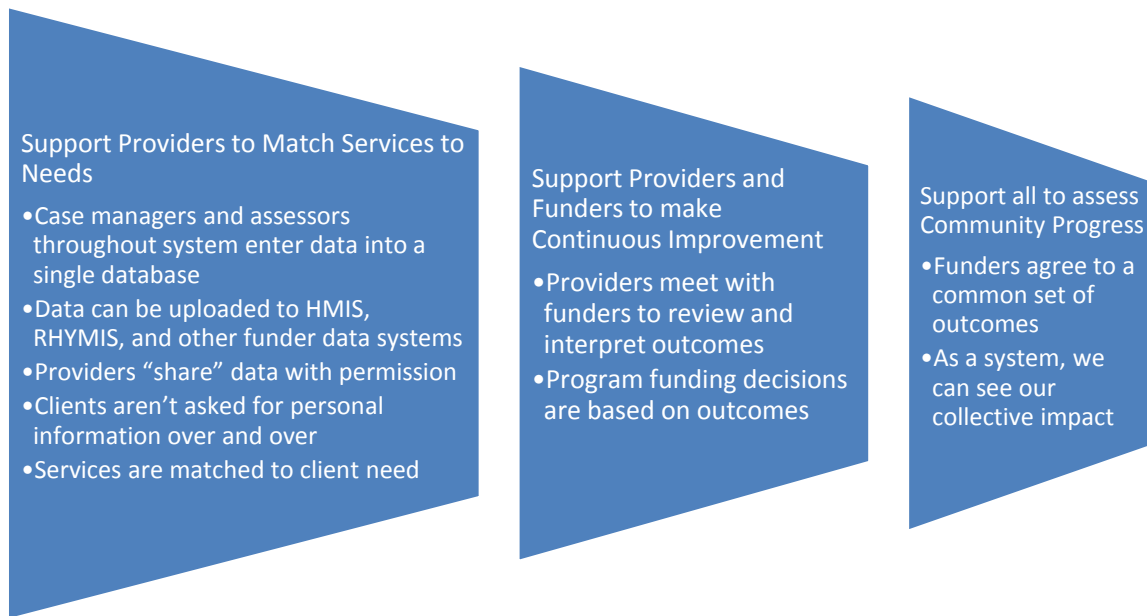 Support Providers to Match Services to
Needs
•Case managers and assessors
throughout system enter data into a
single database
•Data can be uploaded to HMIS,
RHYMIS, and other funder data systems
•Providers “share” data with permission
•Clients aren’t asked for personal
information over and over
•Services are matched to client need
Support Providers and
Funders to make
Continuous Improvement
•Providers meet with
funders to review and
interpret outcomes
•Program funding decisions
are based on outcomes
Support all to assess
Community Progress
•Funders agree to a
common set of
outcomes
•As a system, we
can see our
collective impact